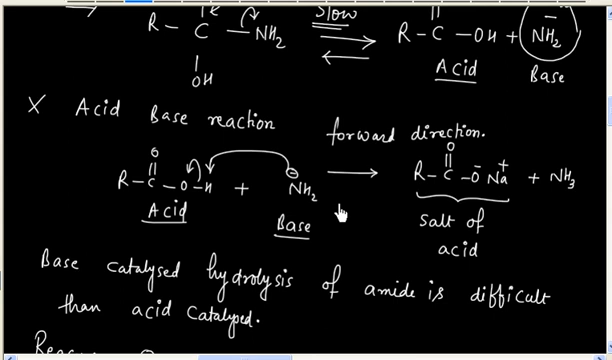 R – C – NH2 Slow R – C – OH + NH2
OH Acid Base
X Acid Base reaction
forward direction.
O O
R – C – O – H + NH2 → R – C – O Na + NH3
Acid Base salt of
acid
Base catalysed hydrolysis of amide is difficult
than acid catalysed.